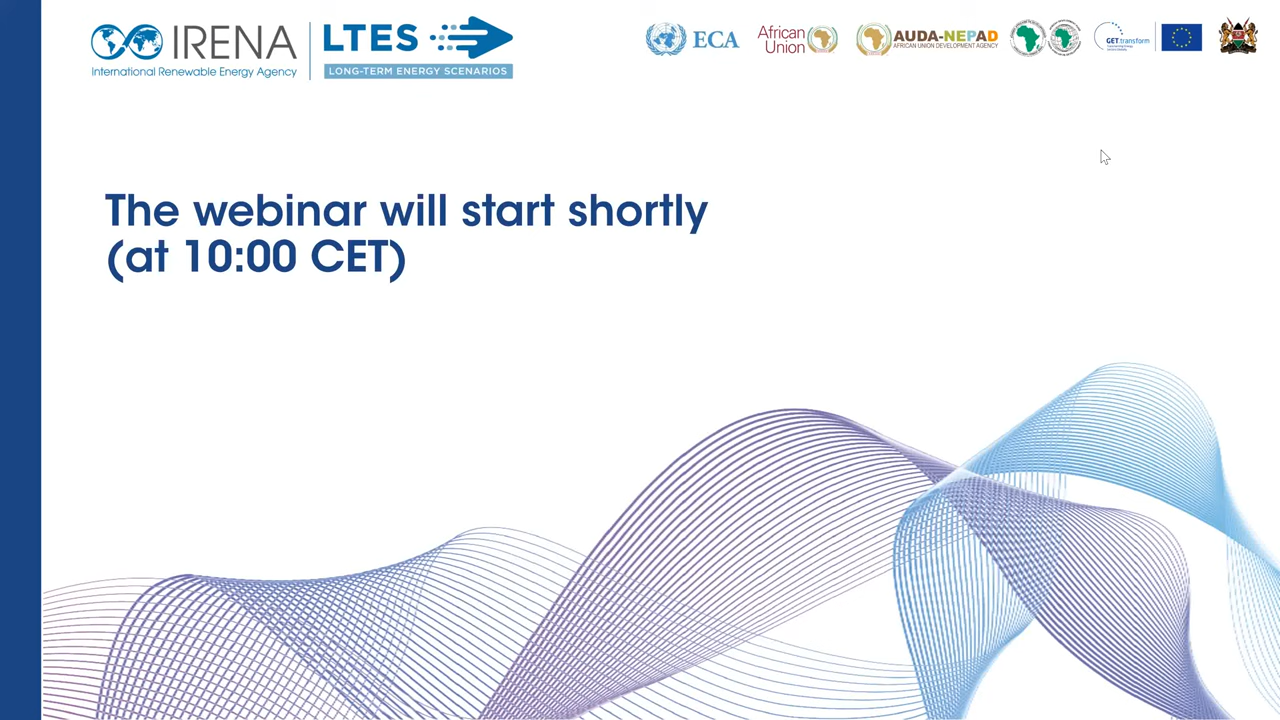 IRENA
International Renewable Energy Agency
LTES
LONG-TERM ENERGY SCENARIOS
ECA
African
Union
AUDA-NEPAD
AFRICAN UNION DEVELOPMENT AGENCY
GET.transform
The webinar will start shortly
(at 10:00 CET)